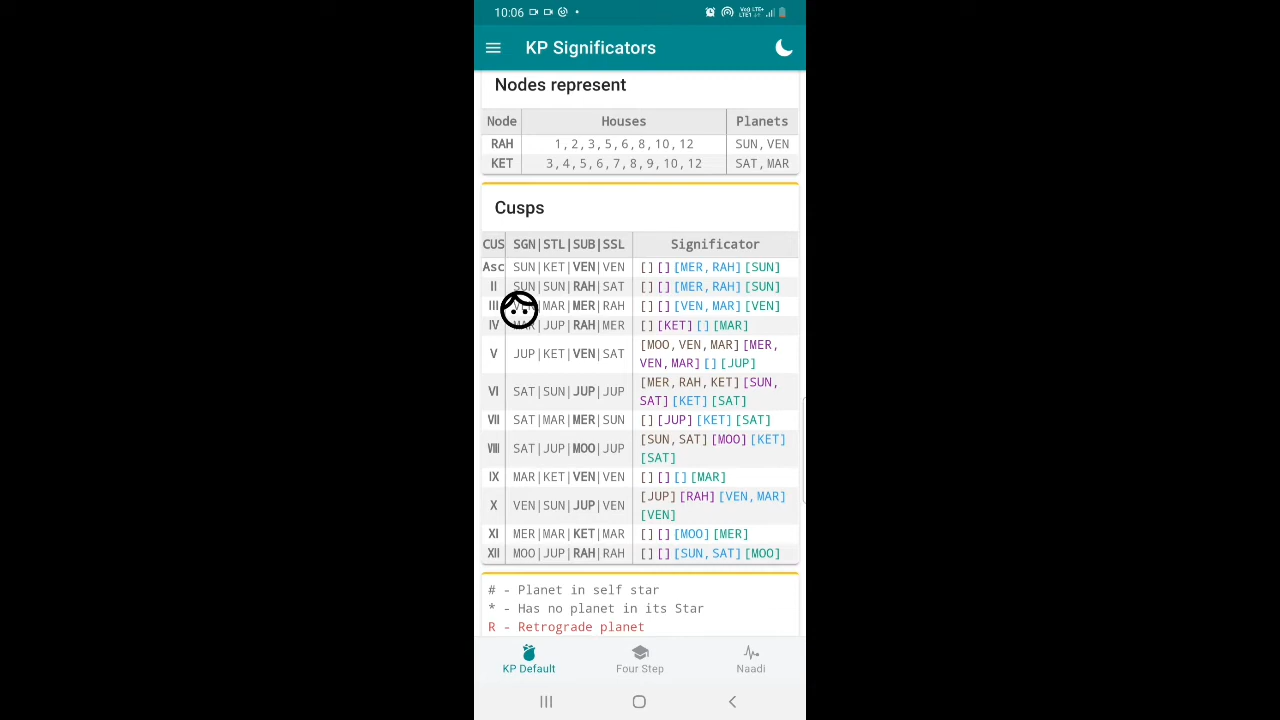 10:06
VoJ) LTE+
LTE1
KP Significators
Nodes represent
Node Houses Planets
RAH 1,2,3,5,6,8,10,12 SUN,VEN
KET 3,4,5,6,7,8,9,10,12 SAT,MAR
Cusps
CUS SGN|STL|SUB|SSL Significator
Asc SUN|KET|VEN|VEN [][][MER,RAH][SUN]
II SUN|SUN|RAH|SAT [][][MER,RAH][SUN]
III |MAR|MER|RAH [][][VEN,MAR][VEN]
IV MAR|JUP|RAH|MER [][KET][][MAR]
V JUP|KET|VEN|SAT [MOO,VEN,MAR][MER,
VEN,MAR][][JUP]
VI SAT|SUN|JUP|JUP [MER,RAH,KET][SUN,
SAT][KET][SAT]
VII SAT|MAR|MER|SUN [][JUP][KET][SAT]
VIII SAT|JUP|MOO|JUP [SUN,SAT][MOO][KET]
[SAT]
IX MAR|KET|VEN|VEN [][][][MAR]
X VEN|SUN|JUP|VEN [JUP][RAH][VEN,MAR]
[VEN]
XI MER|MAR|KET|MAR [][][MOO][MER]
XII MOO|JUP|RAH|RAH [][][SUN,SAT][MOO]
# - Planet in self star
* - Has no planet in its Star
R - Retrograde planet
KP Default Four Step Naadi